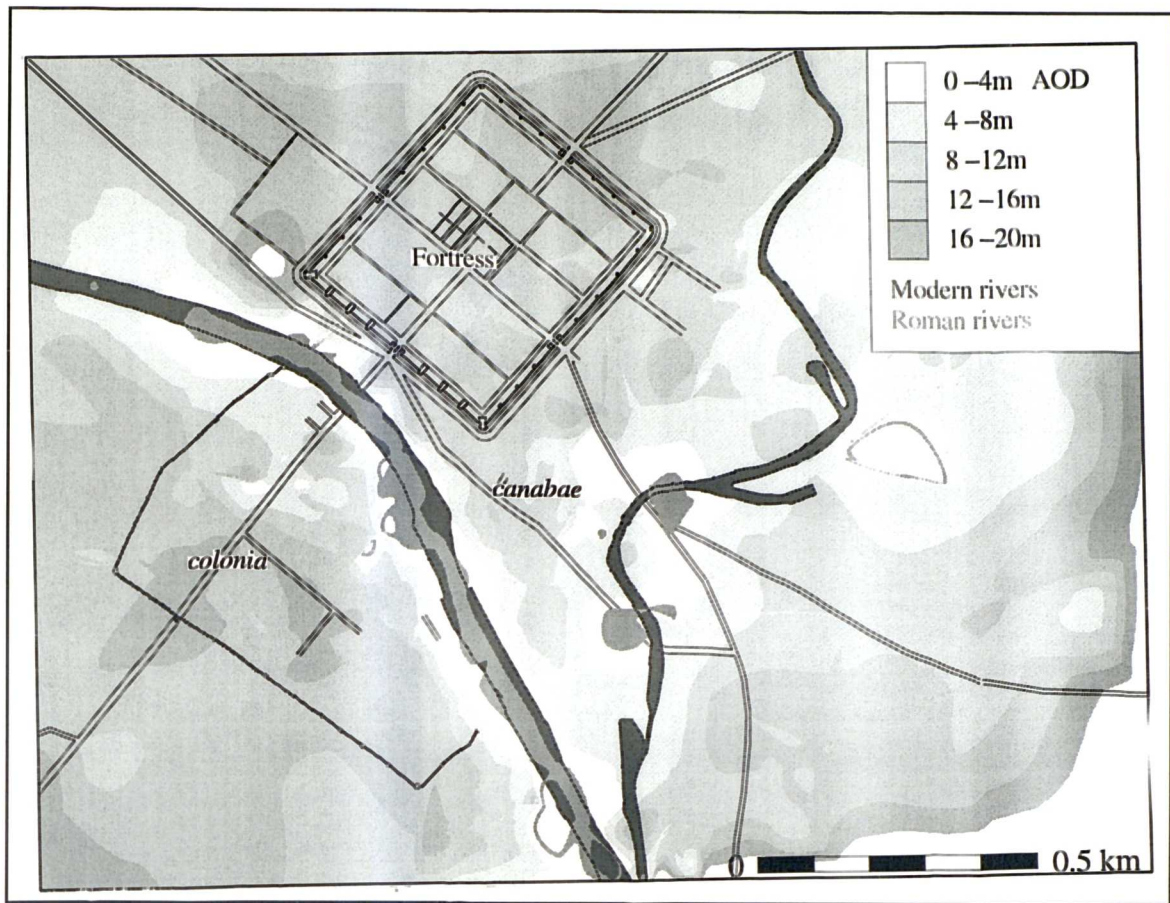 0 –4m AOD
4 –8m
8 –12m
12 –16m
16 –20m
Modern rivers
Roman rivers
Fortress
canabae
colonia
0 0.5 km